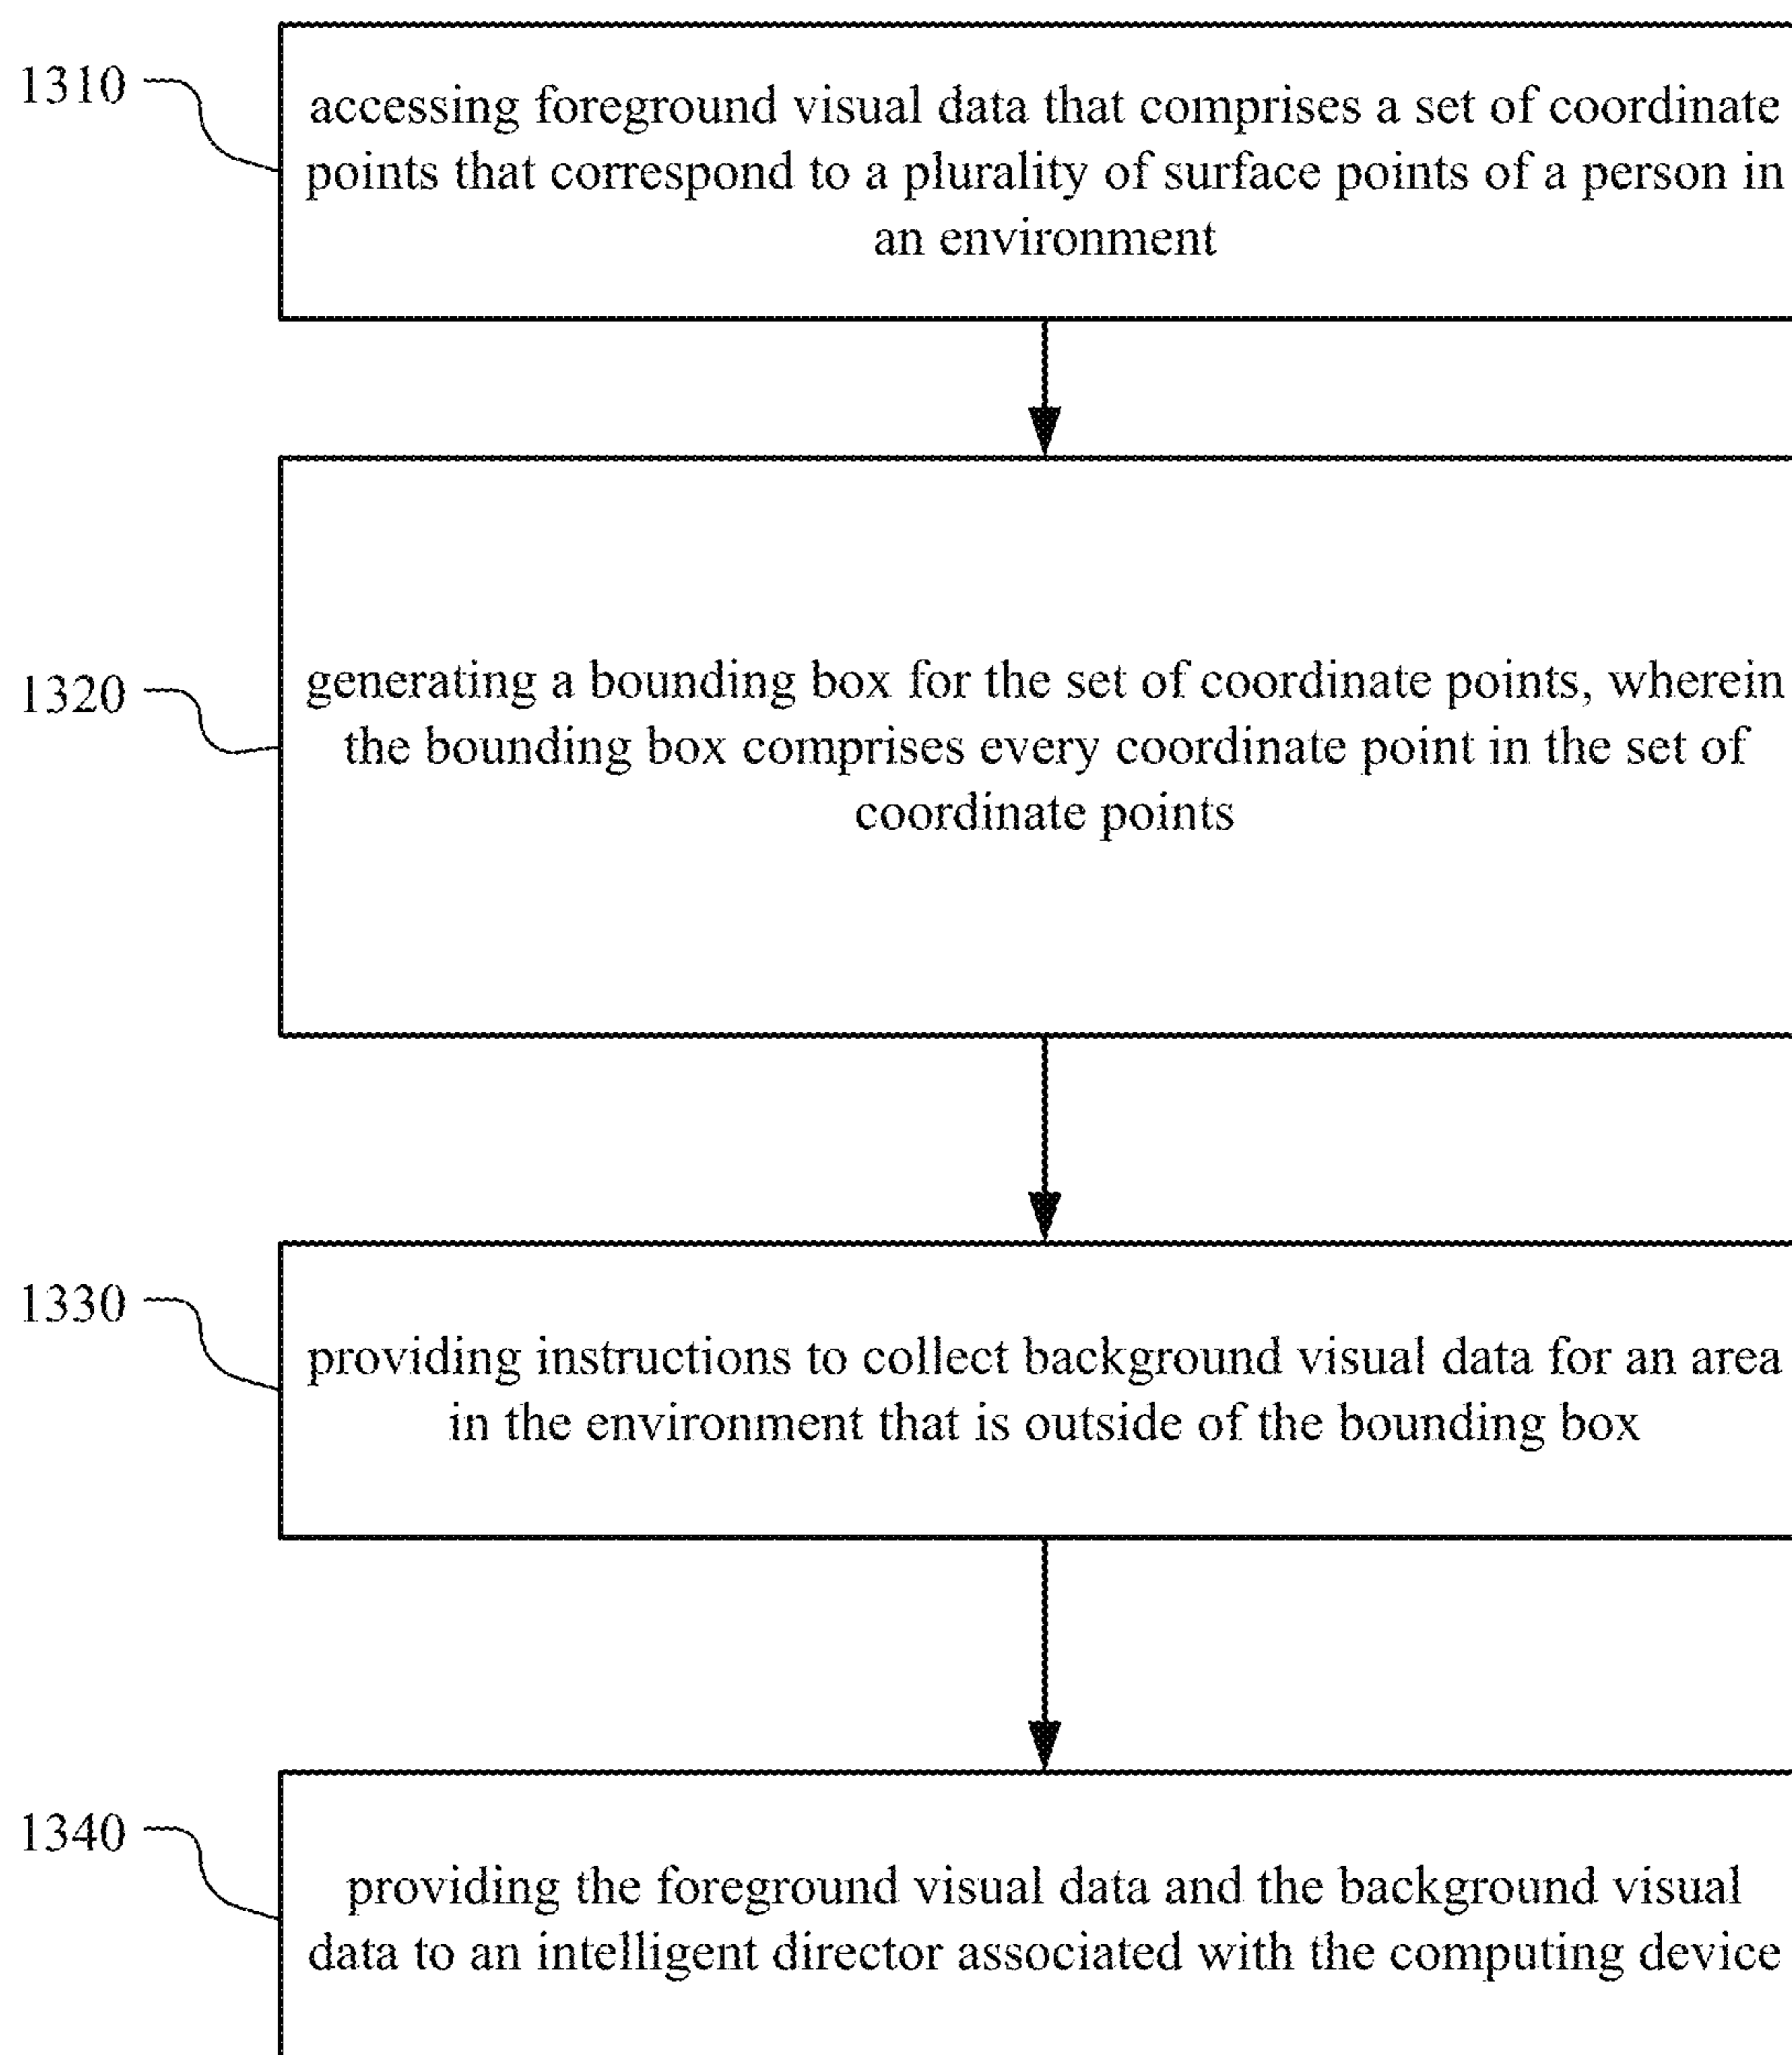 1310
accessing foreground visual data that comprises a set of coordinate
points that correspond to a plurality of surface points of a person in
an environment
1320
generating a bounding box for the set of coordinate points, wherein
the bounding box comprises every coordinate point in the set of
coordinate points
1330
providing instructions to collect background visual data for an area
in the environment that is outside of the bounding box
1340
providing the foreground visual data and the background visual
data to an intelligent director associated with the computing device